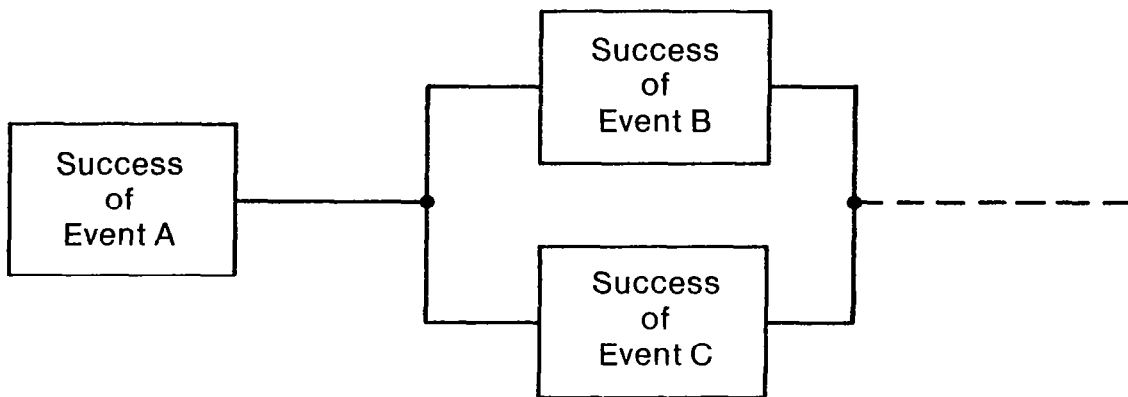 Success
of
Event A
Success
of
Event B
Success
of
Event C